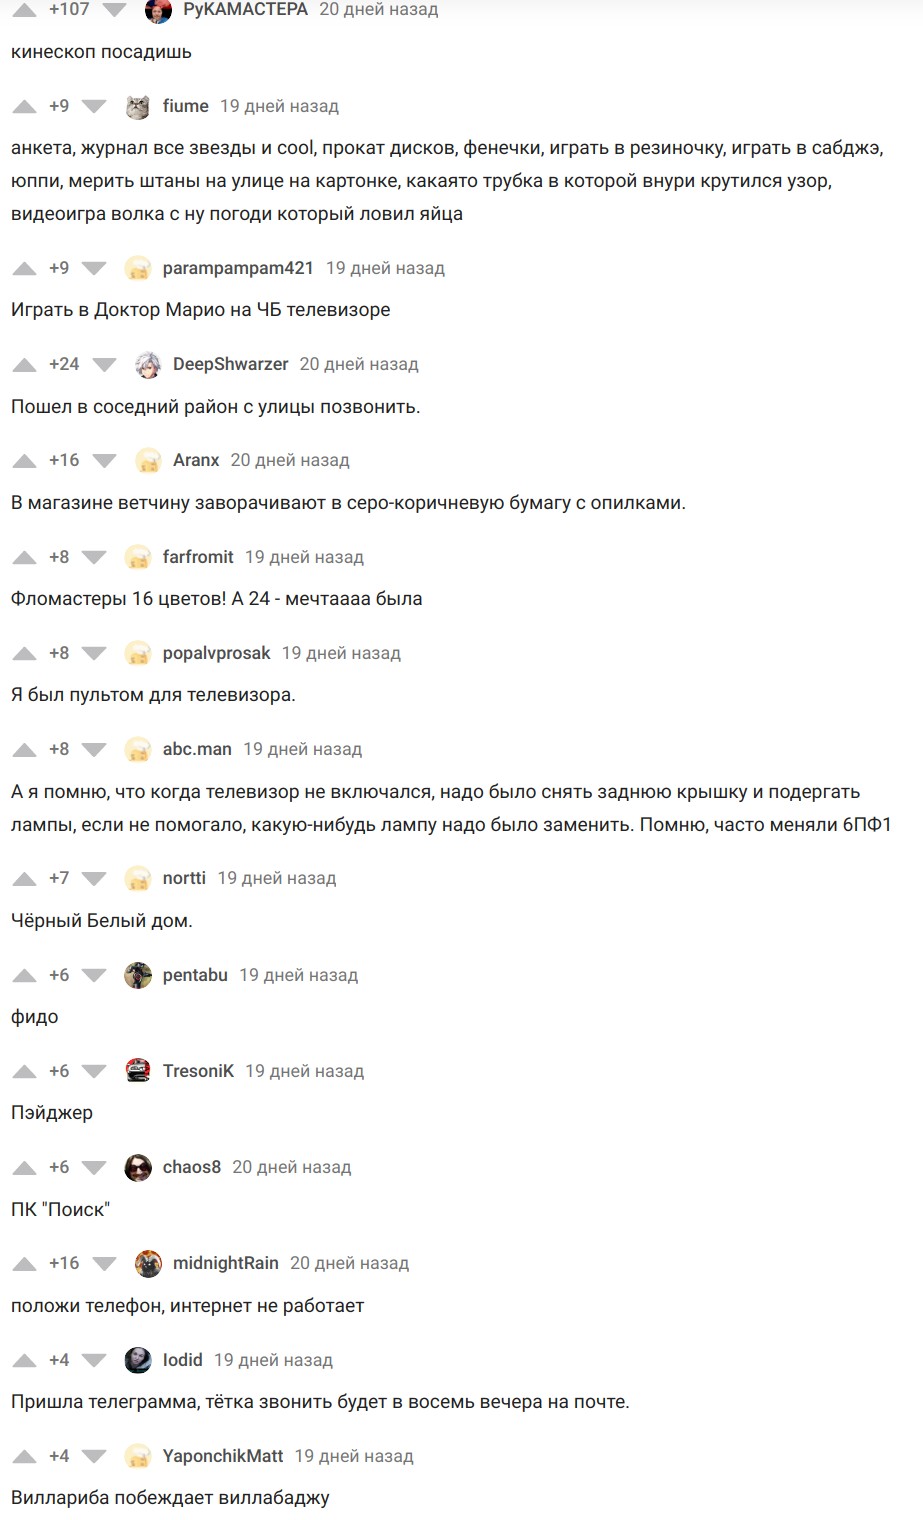 +107 РуКАМАСТЕРА 20 дней назад
кинескоп посадишь
+9 fiume 19 дней назад
анкета, журнал все звезды и cool, прокат дисков, фенечки, играть в резиночку, играть в сабджэ,
юппи, мерить штаны на улице на картонке, какаято трубка в которой внури крутился узор,
видеоигра волка с ну погоди который ловил яйца
+9 parampampam421 19 дней назад
Играть в Доктор Марио на ЧБ телевизоре
+24 DeepShwarzer 20 дней назад
Пошел в соседний район с улицы позвонить.
+16 Aranx 20 дней назад
В магазине ветчину заворачивают в серо-коричневую бумагу с опилками.
+8 farfromit 19 дней назад
Фломастеры 16 цветов! А 24 - мечтаааа была
+8 popalvprosak 19 дней назад
Я был пультом для телевизора.
+8 abc.man 19 дней назад
А я помню, что когда телевизор не включался, надо было снять заднюю крышку и подергать
лампы, если не помогало, какую-нибудь лампу надо было заменить. Помню, часто меняли 6ПФ1
+7 nortti 19 дней назад
Чёрный Белый дом.
+6 pentabu 19 дней назад
фидо
+6 TresoniK 19 дней назад
Пэйджер
+6 chaos8 20 дней назад
ПК "Поиск"
+16 midnightRain 20 дней назад
положи телефон, интернет не работает
+4 Iodid 19 дней назад
Пришла телеграмма, тётка звонить будет в восемь вечера на почте.
+4 YaponchikMatt 19 дней назад
Виллариба побеждает виллабаджу